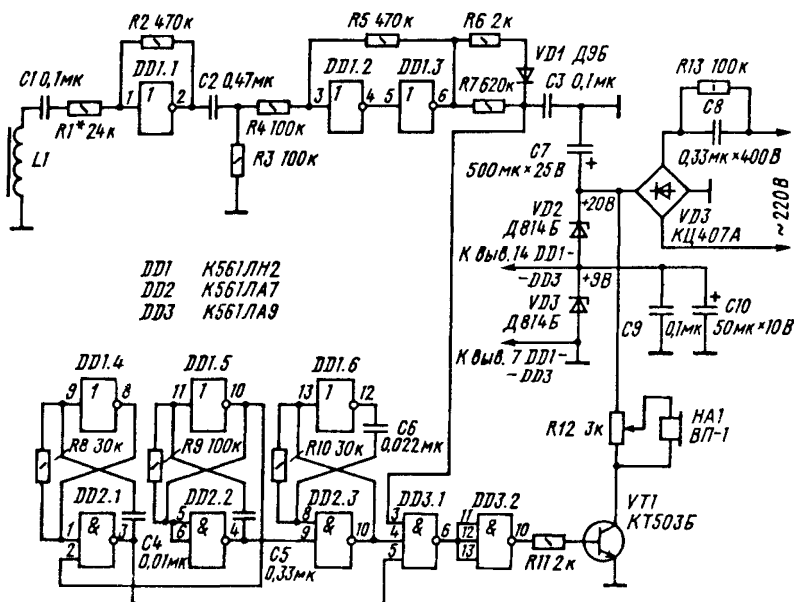 R2 470к
DD1.1
C1 0,1мк
C2 0,47мк
1
1
2
R1* 24к
L1
R4 100к
R3 100к
R5 470к
R6 2к
VD1 Д9Б
DD1.2
DD1.3
C3 0,1мк
3
1
4
5
1
6
R7 620к
R13 100к
C8
0,33мк×400В
C7
500мк×25В
+
~220В
+20В
VD2
Д814Б
VD3
КЦ407А
К выв. 14 DD1-
-DD3
+9В
VD3
Д814Б
C9
0,1мк
+
C10
50мк×10В
К выв. 7 DD1-
-DD3
DD1 К561ЛН2
DD2 К561ЛА7
DD3 К561ЛА9
DD1.4
DD1.5
DD1.6
9
1
8
11
1
10
13
1
12
C6
0,022мк
R8 30к
R9 100к
R10 30к
DD2.1
DD2.2
DD2.3
DD3.1
DD3.2
1
2
&
3
5
6
&
4
8
9
&
10
3
4
5
&
6
11
12
13
&
10
C4
0,01мк
C5
0,33мк
R11 2к
R12 3к
НА1
ВП-1
VT1
КТ503Б